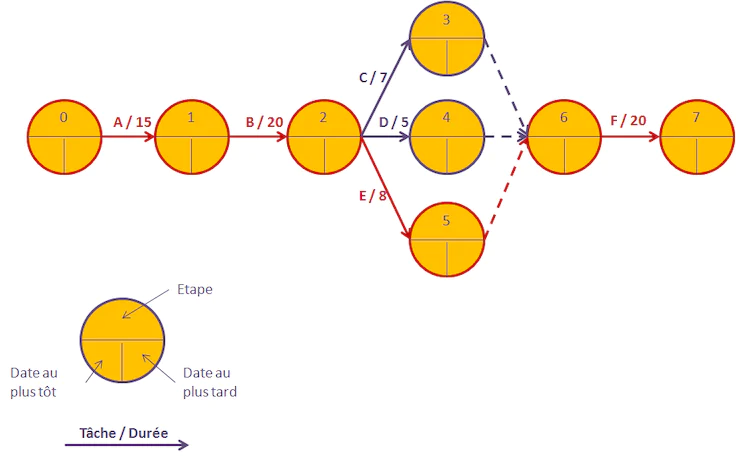 3
C / 7
0
A / 15
1
B / 20
2
D / 5
4
6
F / 20
7
E / 8
5
Etape
Date au
plus tôt
Date au
plus tard
Tâche / Durée